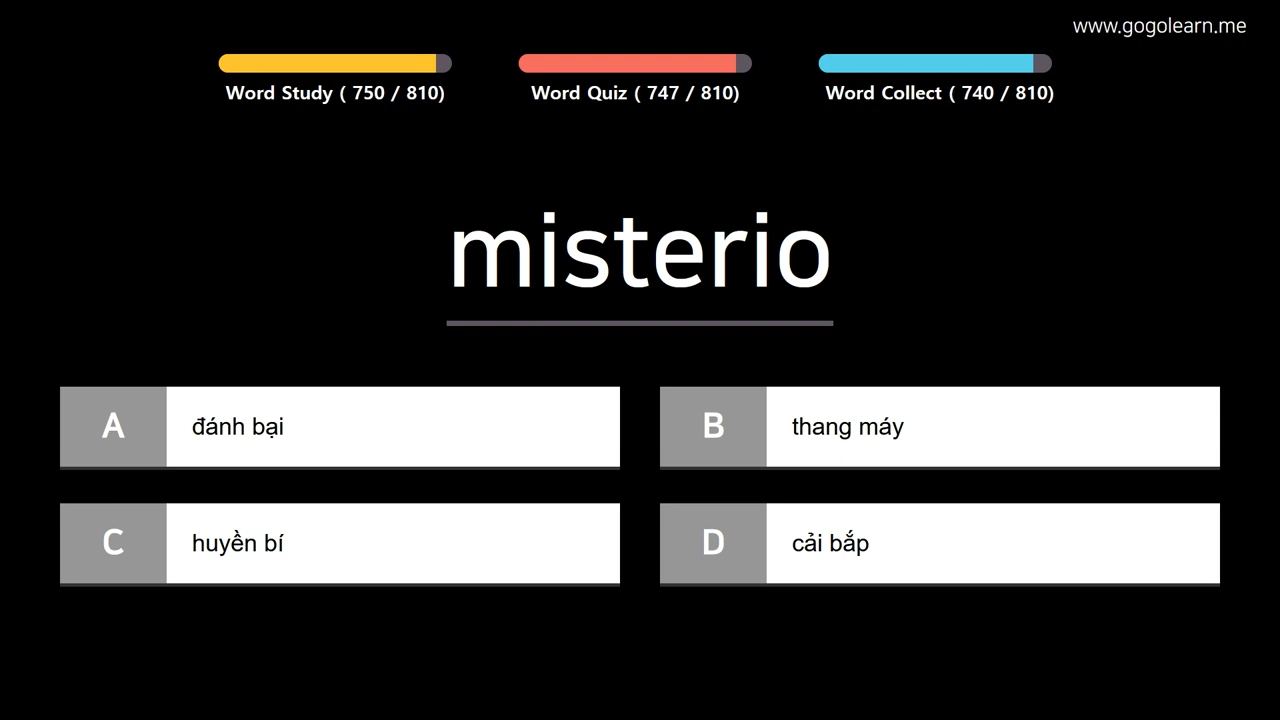 www.gogolearn.me
Word Study ( 750 / 810)
Word Quiz ( 747 / 810)
Word Collect ( 740 / 810)
misterio
A
đánh bại
B
thang máy
C
huyền bí
D
cải bắp